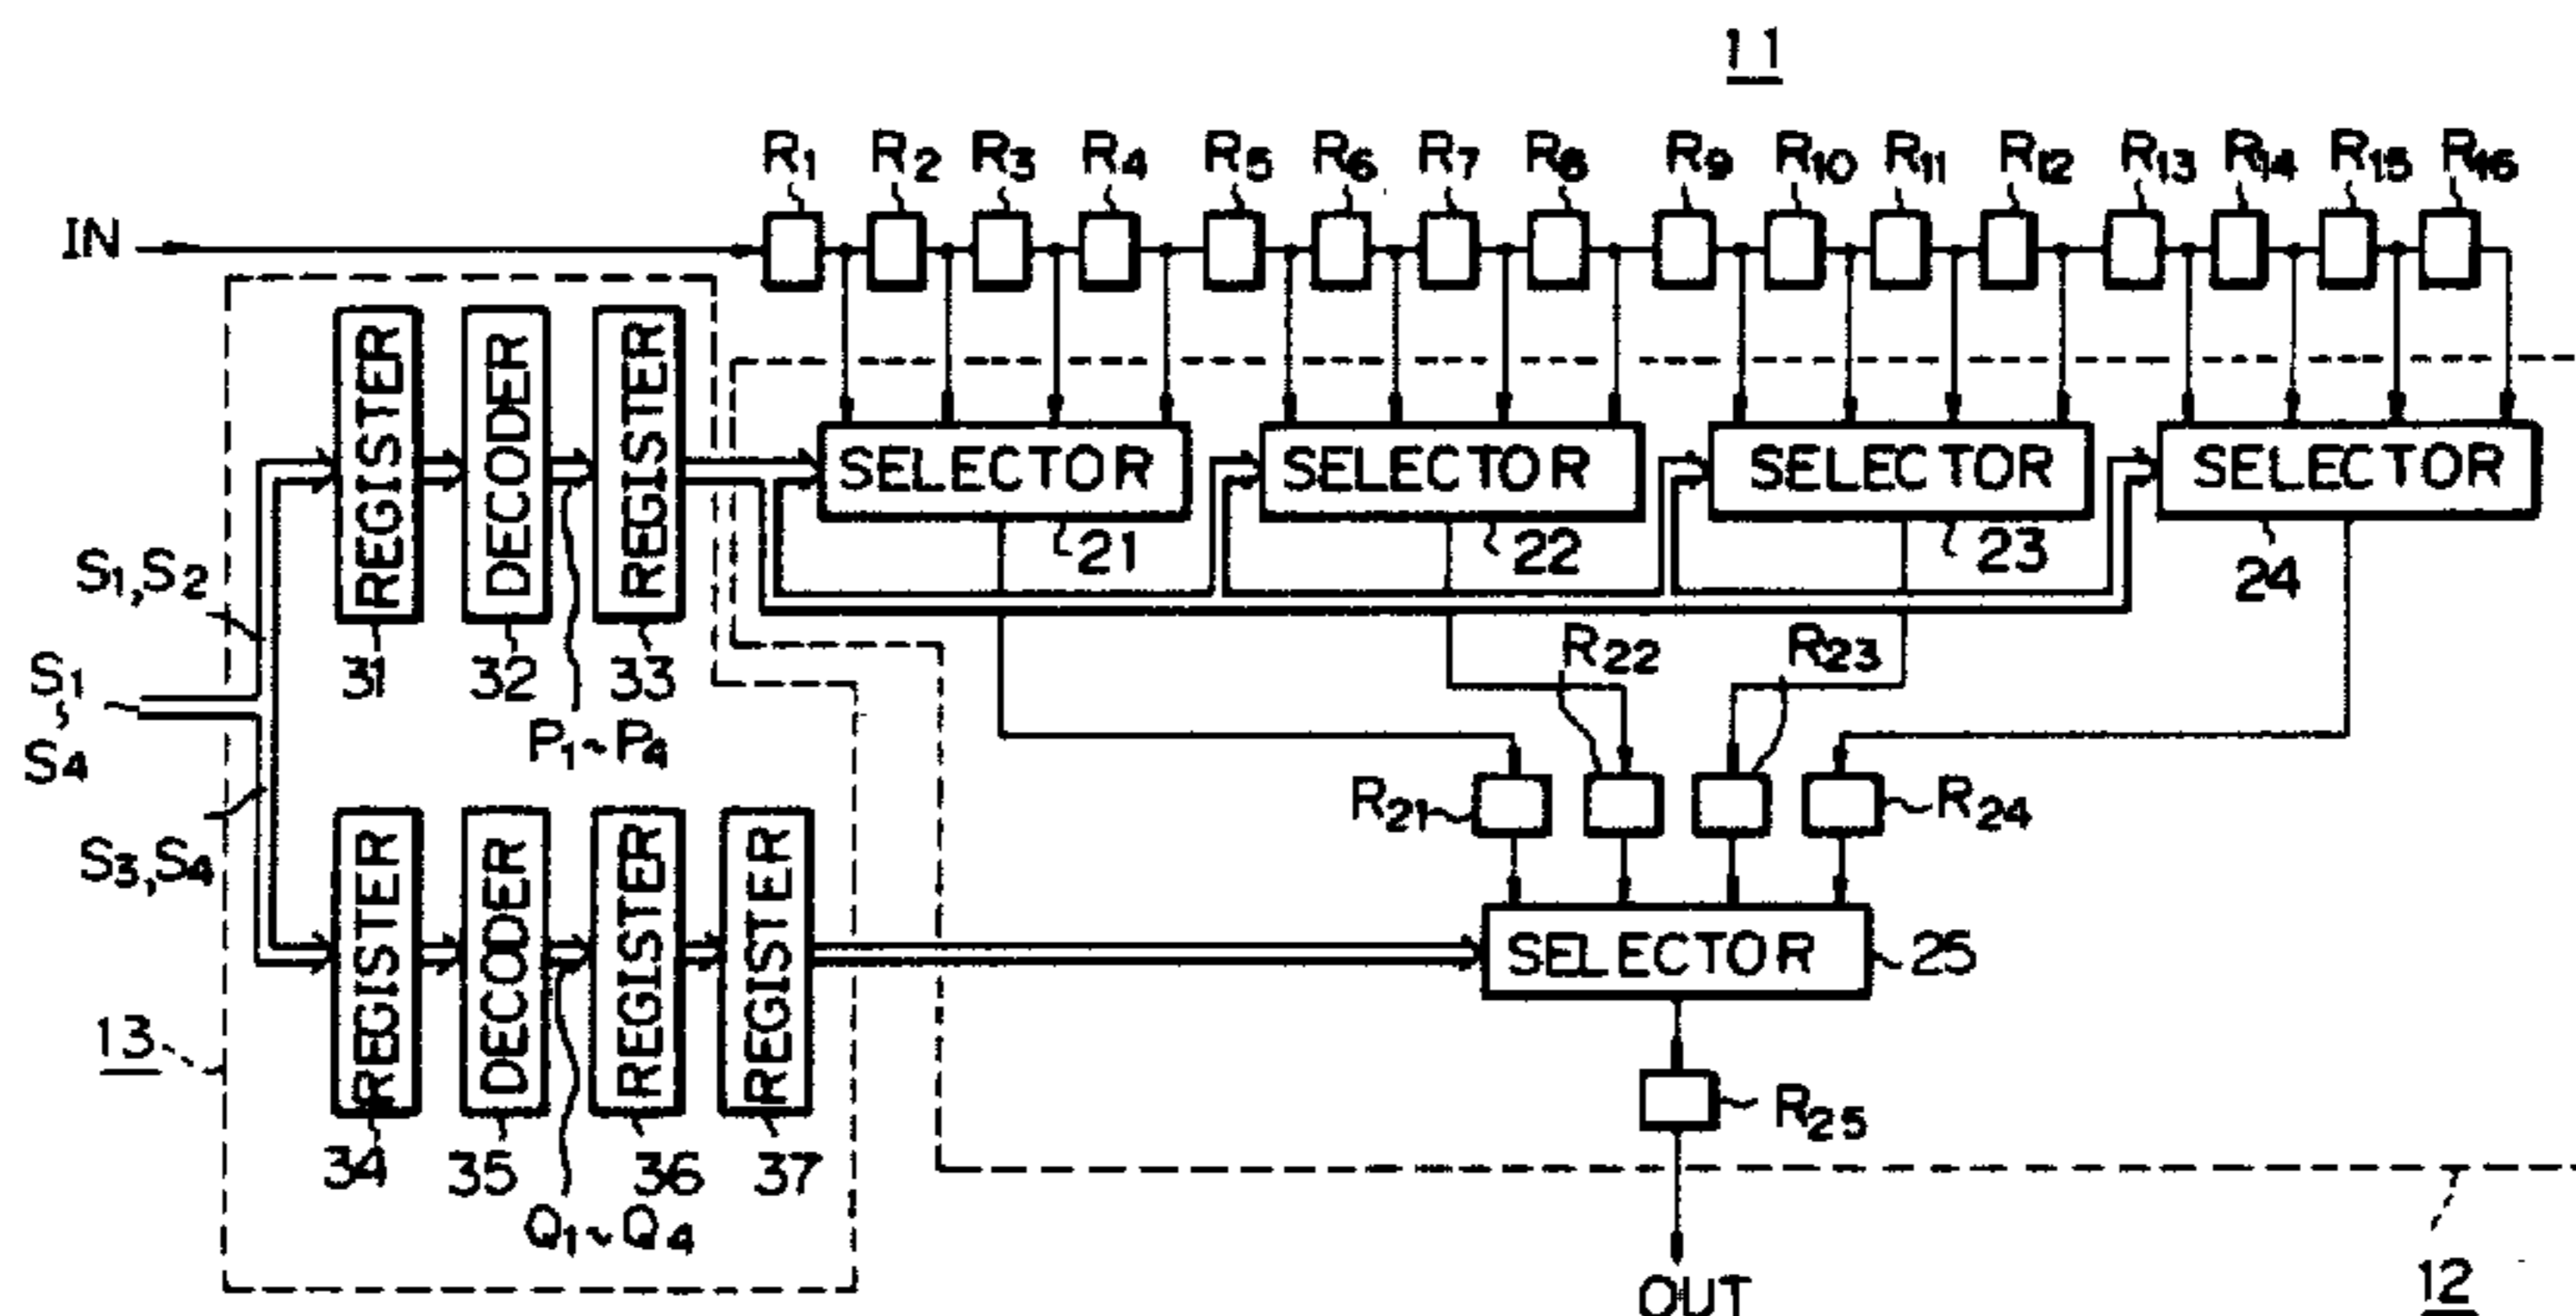 11
R1 R2 R3 R4 R5 R6 R7 R8 R9 R10 R11 R12 R13 R14 R15 R16
IN
REGISTER DECODER REGISTER
SELECTOR SELECTOR SELECTOR SELECTOR
21 22 23 24
S1,S2
31 32 33
R22 R23
S1
~
S4
P1~P4
R21 R24
S3,S4
REGISTER DECODER REGISTER REGISTER
SELECTOR 25
13
R25
34 35 36 37
Q1~Q4
OUT
12